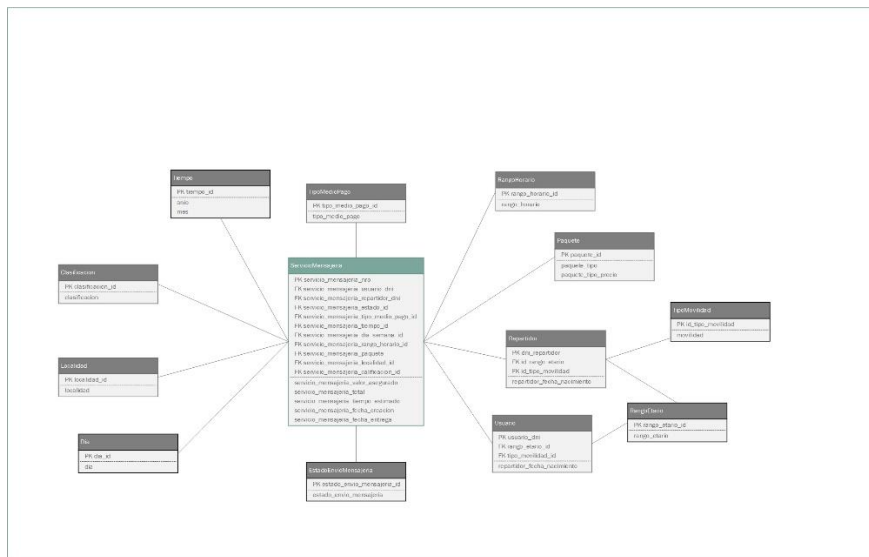 Tiempo
PK tiempo_id
anio
mes
TipoMedioPago
PK tipo_medio_pago_id
tipo_medio_pago
RangoHorario
PK rango_horario_id
rango_horario
Paquete
PK paquete_id
paquete_tipo
paquete_tipo_precio
Clasificacion
PK clasificacion_id
clasificacion
ServicioMensajeria
PK servicio_mensajeria_nro
FK servicio_mensajeria_usuario_dni
FK servicio_mensajeria_repartidor_dni
FK servicio_mensajeria_estado_id
FK servicio_mensajeria_tipo_medio_pago_id
FK servicio_mensajeria_tiempo_id
FK servicio_mensajeria_dia_semana_id
FK servicio_mensajeria_rango_horario_id
FK servicio_mensajeria_paquete
FK servicio_mensajeria_localidad_id
FK servicio_mensajeria_calificacion_id
servicio_mensajeria_valor_asegurado
servicio_mensajeria_total
servicio_mensajeria_tiempo_estimado
servicio_mensajeria_fecha_creacion
servicio_mensajeria_fecha_entrega
TipoMovilidad
PK id_tipo_movilidad
movilidad
Repartidor
PK dni_repartidor
FK id_rango_etario
FK id_tipo_movilidad
repartidor_fecha_nacimiento
Localidad
PK localidad_id
localidad
RangoEtario
PK rango_etario_id
rango_etario
Usuario
PK usuario_dni
FK rango_etario_id
FK tipo_movilidad_id
repartidor_fecha_nacimiento
Dia
PK dia_id
dia
EstadoEnvioMensajeria
PK estado_envio_mensajeria_id
estado_envio_mensajeria